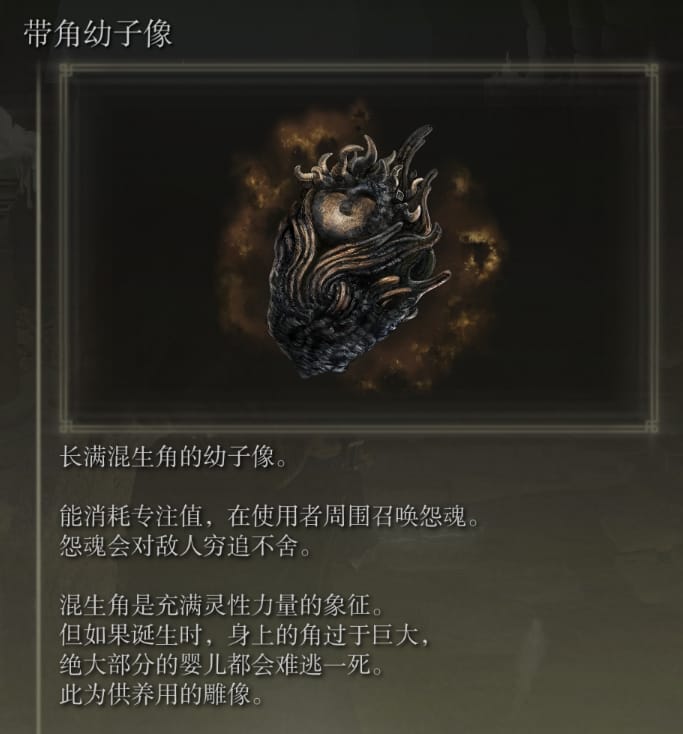 带角幼子像
长满混生角的幼子像。
能消耗专注值，在使用者周围召唤怨魂。
怨魂会对敌人穷追不舍。
混生角是充满灵性力量的象征。
但如果诞生时，身上的角过于巨大，
绝大部分的婴儿都会难逃一死。
此为供养用的雕像。